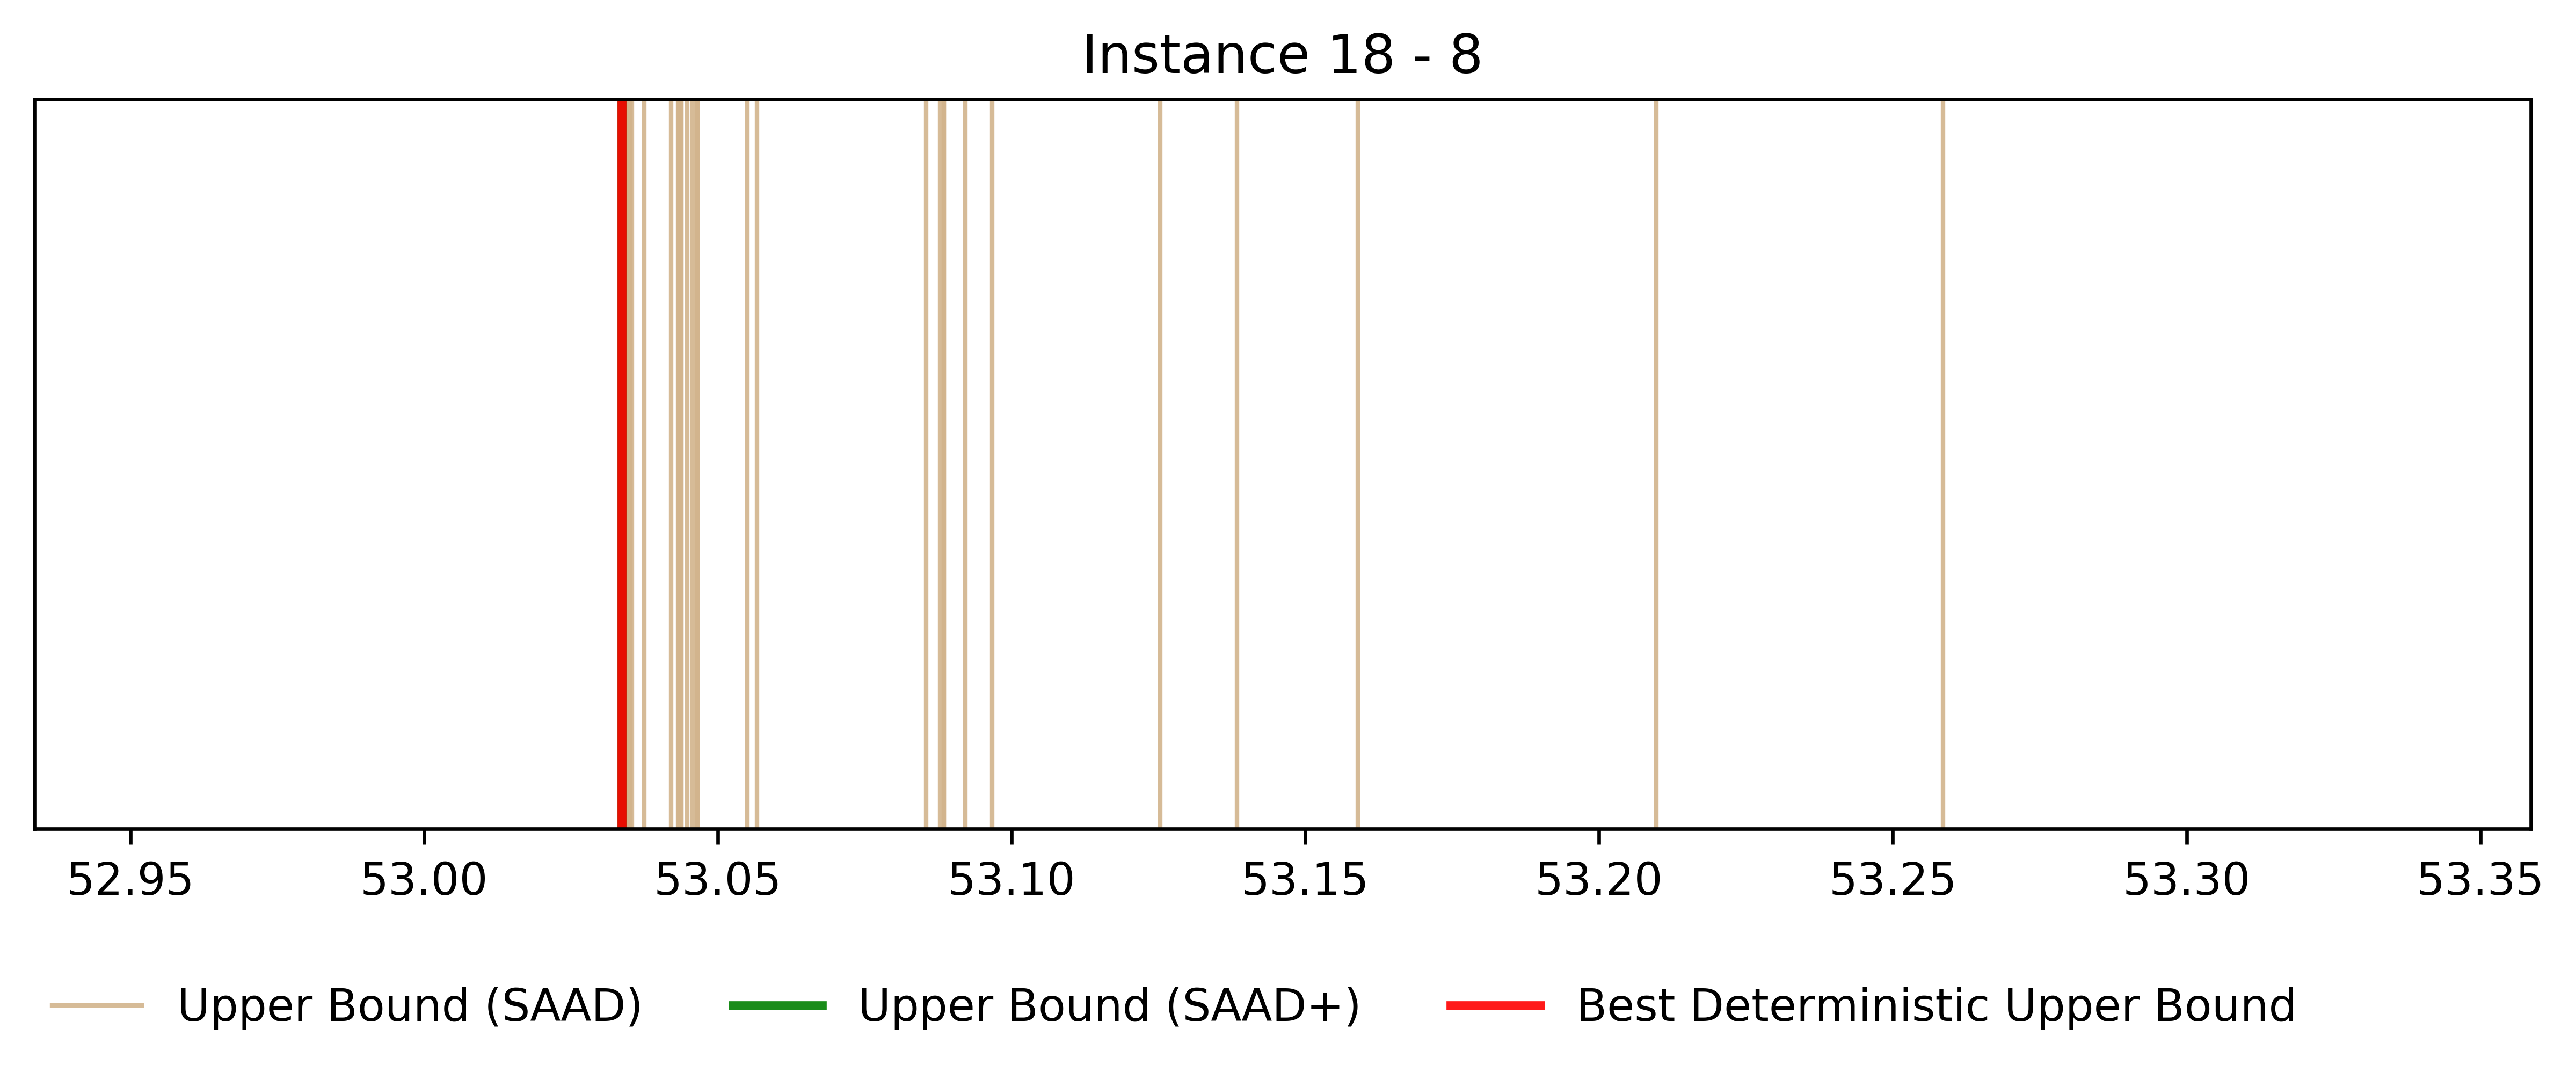 Instance 18 - 8
52.95 53.00 53.05 53.10 53.15 53.20 53.25 53.30 53.35
Upper Bound (SAAD) Upper Bound (SAAD+) Best Deterministic Upper Bound